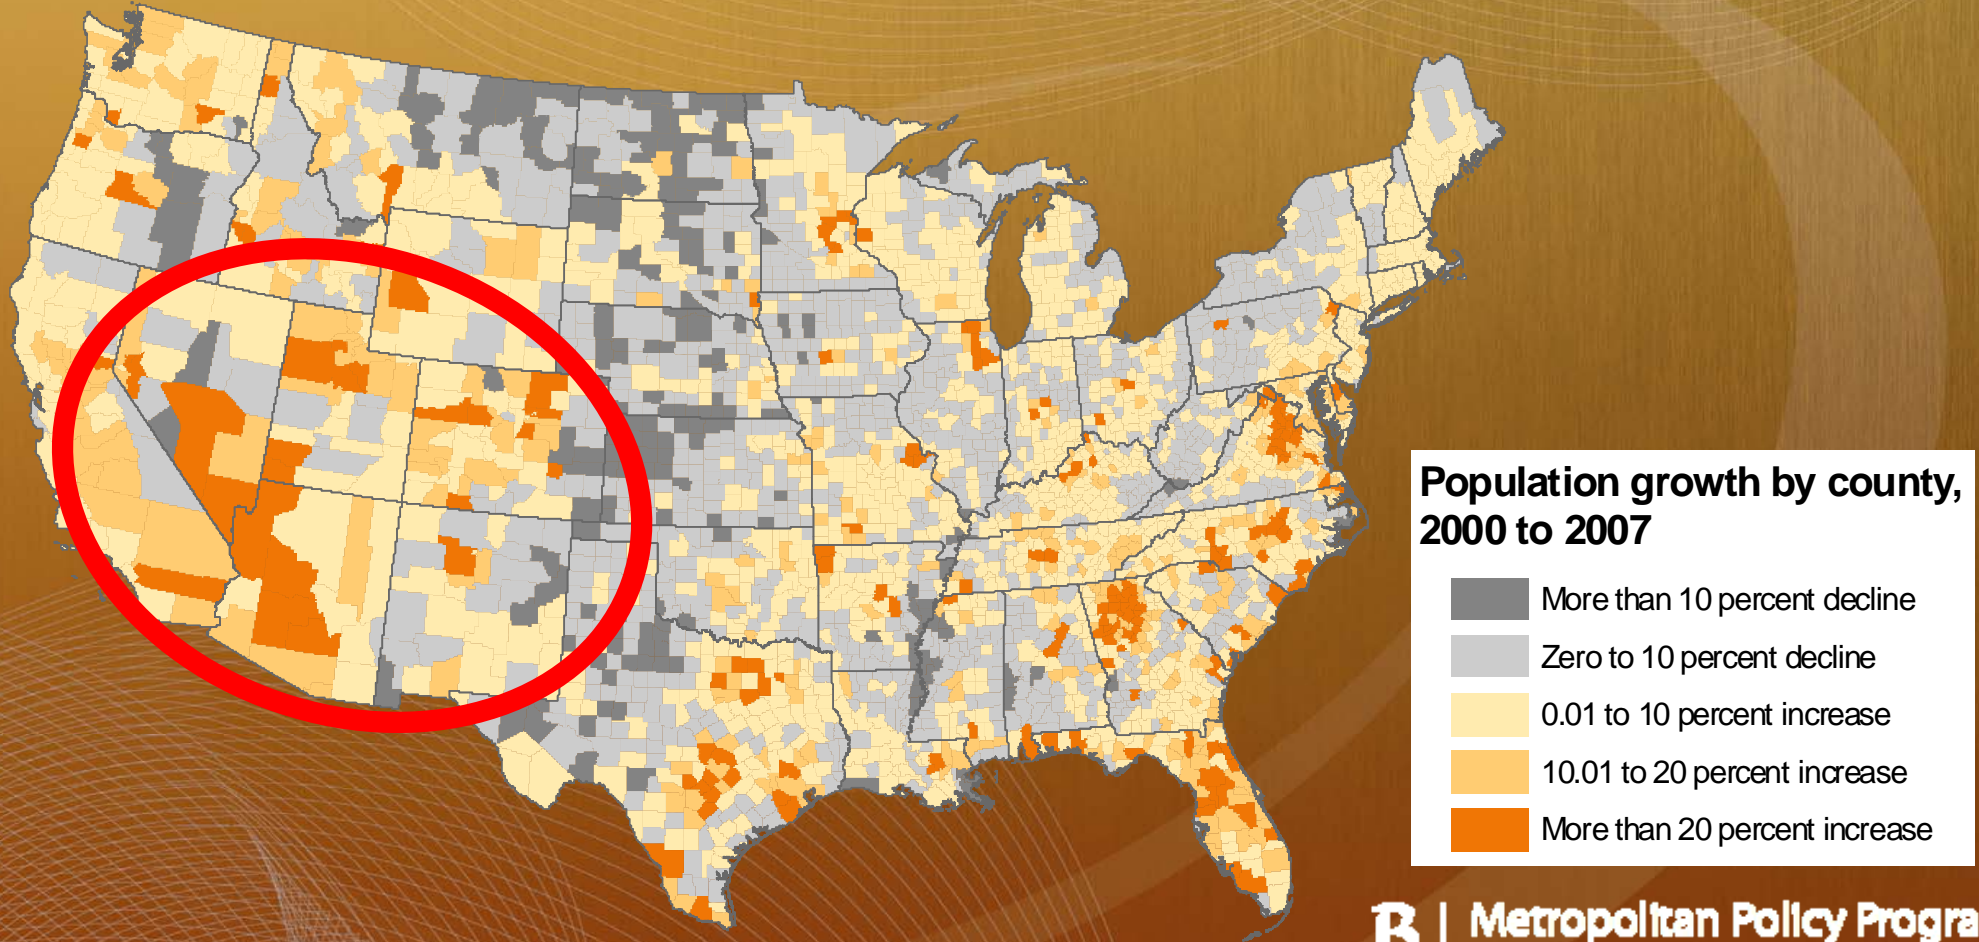 Population growth by county,
2000 to 2007
More than 10 percent decline
Zero to 10 percent decline
0.01 to 10 percent increase
10.01 to 20 percent increase
More than 20 percent increase
B | Metropolitan Policy Progra